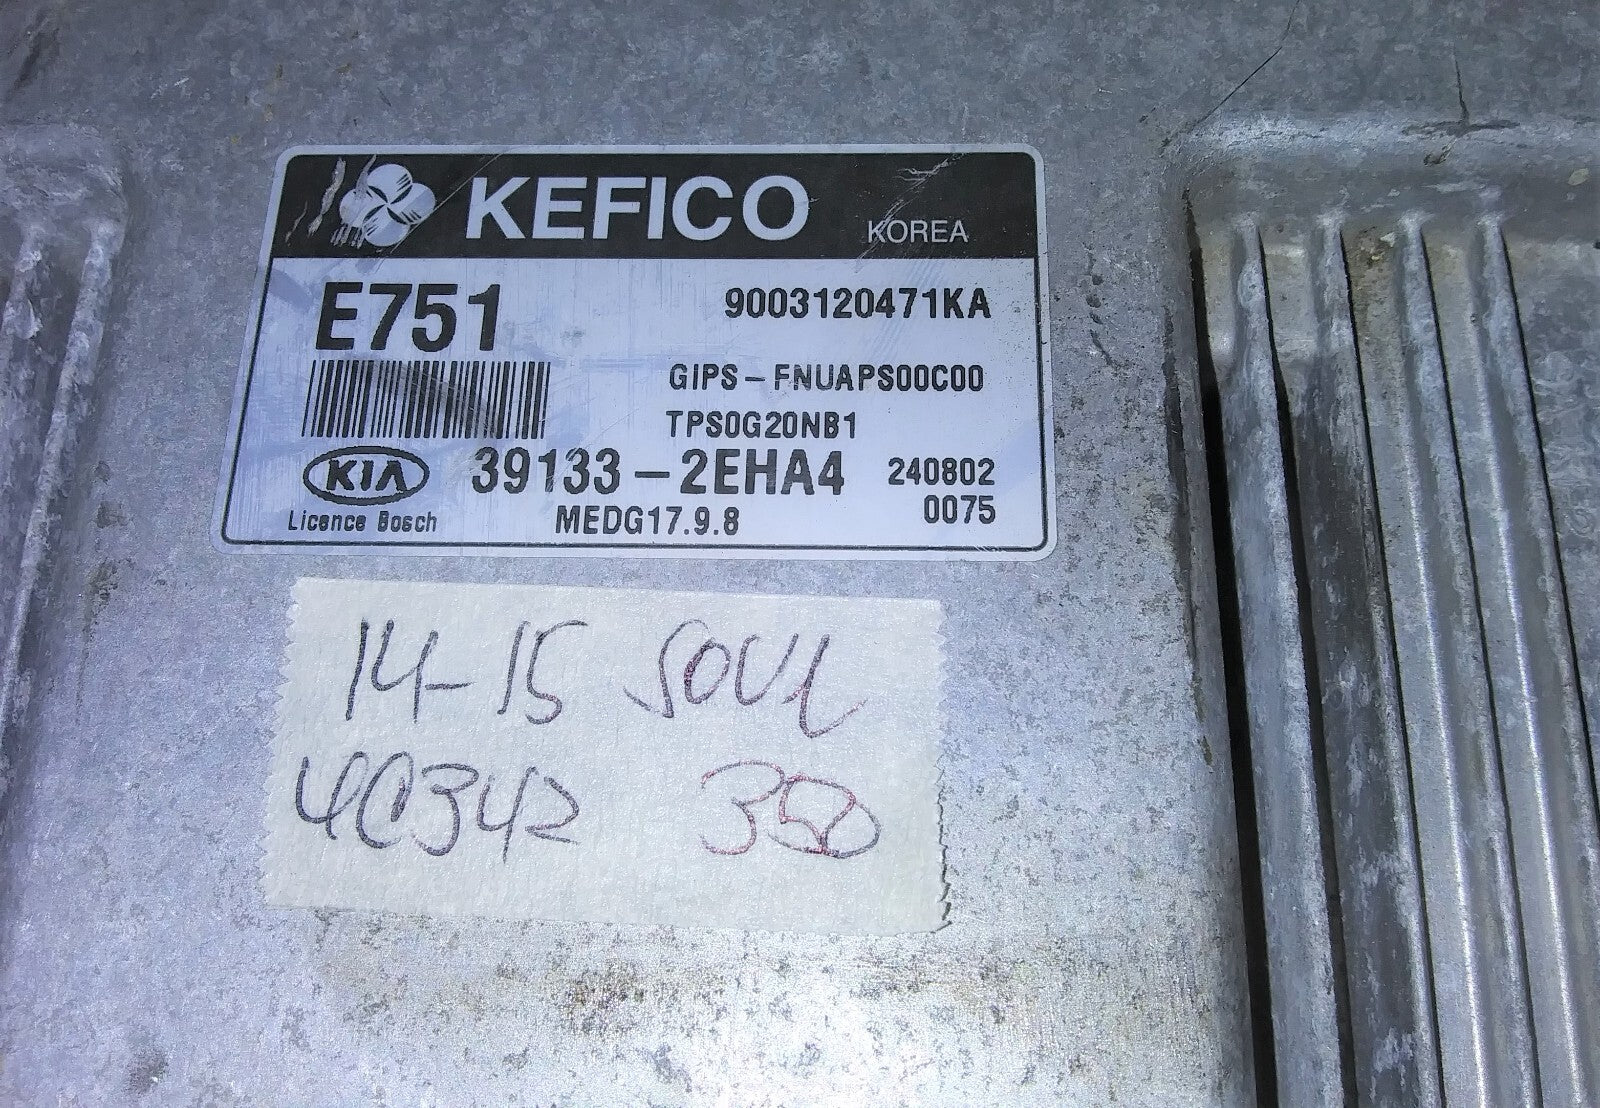 KEFICO KOREA
E751 9003120471KA
GIPS-FNUAPS00C00
TPS0G20NB1
KIA 39133-2EHA4 240802
Licence Bosch MEDG17.9.8 0075
14-15 SOUL
4C342 350